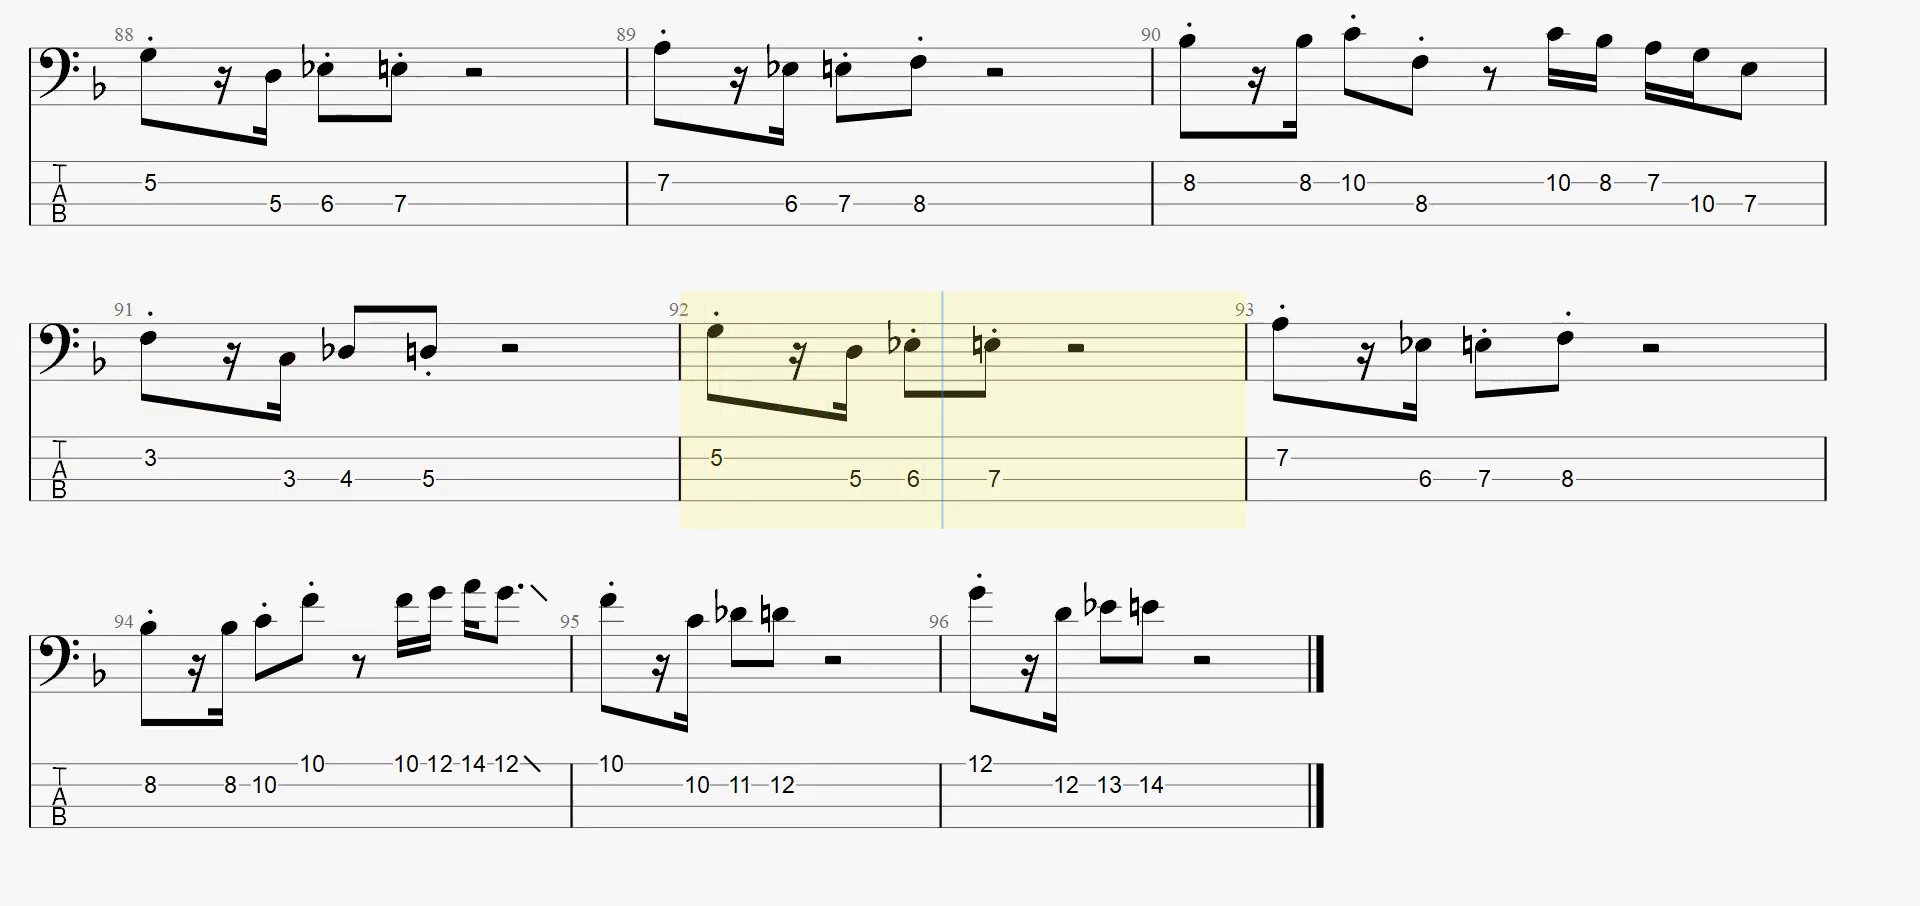 88 89 90
T 5 5 6 7 7 6 7 8 8 8 10 8 10 8 7 10 7
A
B
91 92 93
T 3 3 4 5 5 5 6 7 7 6 7 8
A
B
94 95 96
10 10 12 14 12 10 12
T 8 8 10 10 11 12 12 13 14
A
B